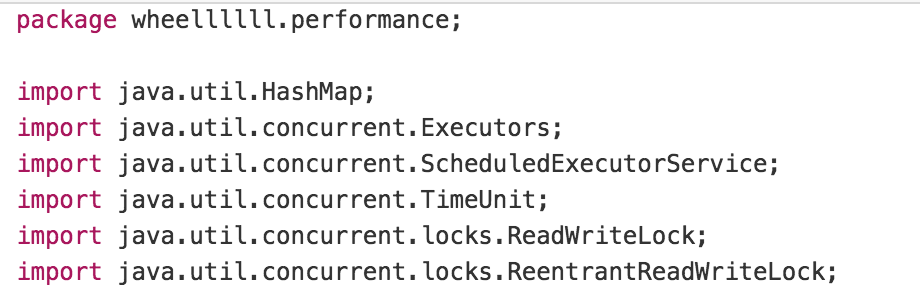 package wheellllll.performance;
import java.util.HashMap;
import java.util.concurrent.Executors;
import java.util.concurrent.ScheduledExecutorService;
import java.util.concurrent.TimeUnit;
import java.util.concurrent.locks.ReadWriteLock;
import java.util.concurrent.locks.ReentrantReadWriteLock;